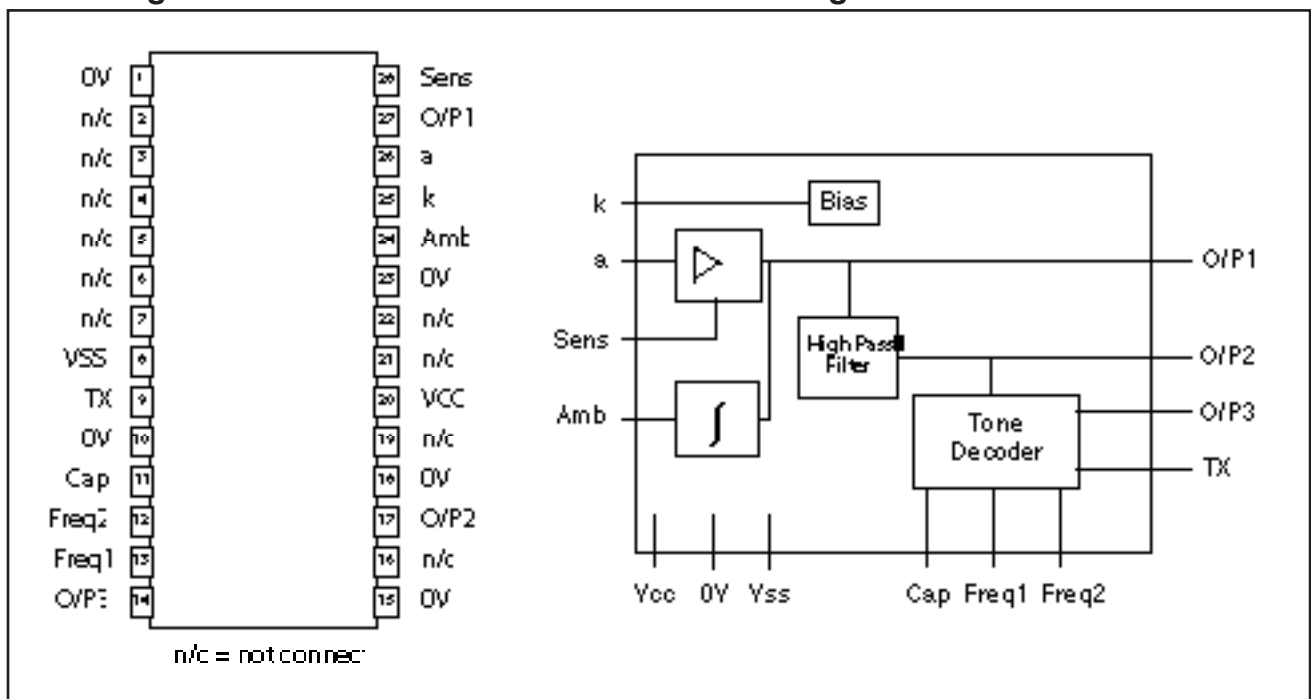 0V 1
n/c 2
n/c 3
n/c 4
n/c 5
n/c 6
n/c 7
VSS 8
TX 9
0V 10
Cap 11
Freq2 12
Freq1 13
O/P3 14
28 Sens
27 O/P1
26 a
25 k
24 Amb
23 0V
22 n/c
21 n/c
20 VCC
19 n/c
18 0V
17 O/P2
16 n/c
15 0V
n/c = not connect
k
Bias
a
O/P1
Sens
High Pass
Filter
O/P2
Amb
∫
Tone
Decoder
O/P3
TX
Vcc 0V Vss
Cap Freq1 Freq2